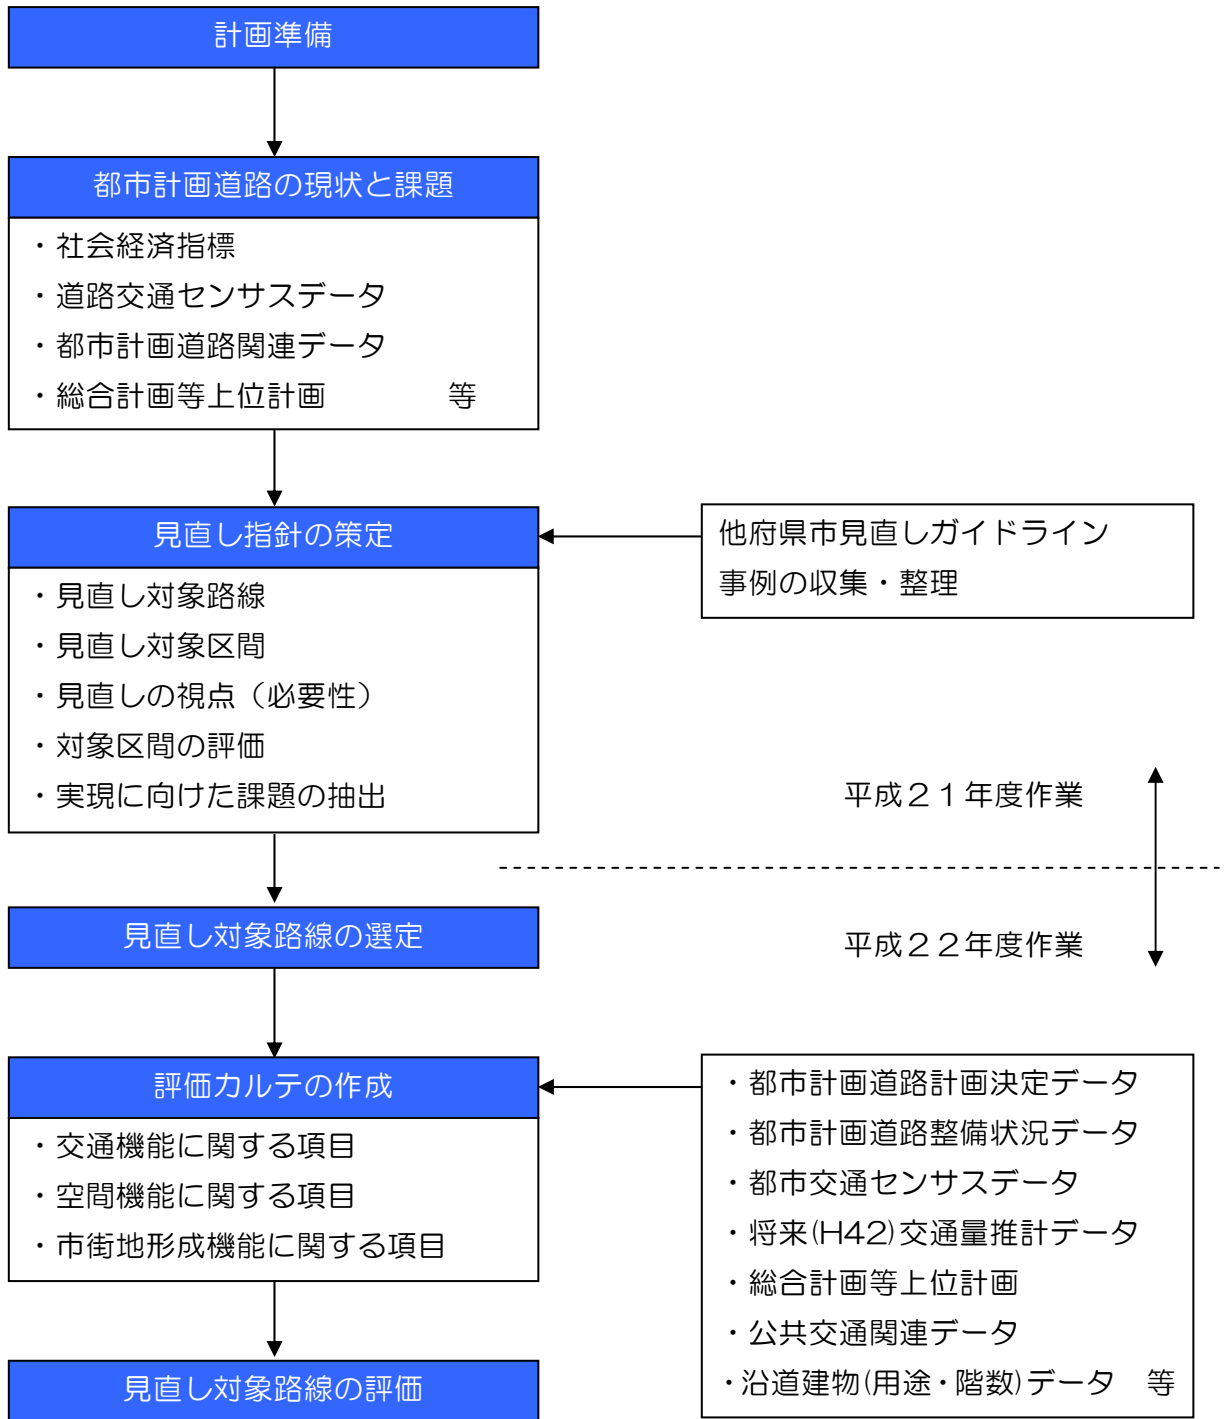 計画準備
都市計画道路の現状と課題
・社会経済指標
・道路交通センサスデータ
・都市計画道路関連データ
・総合計画等上位計画　　　　等
見直し指針の策定
・見直し対象路線
・見直し対象区間
・見直しの視点（必要性）
・対象区間の評価
・実現に向けた課題の抽出
他府県市見直しガイドライン
事例の収集・整理
平成２１年度作業
見直し対象路線の選定
平成２２年度作業
評価カルテの作成
・交通機能に関する項目
・空間機能に関する項目
・市街地形成機能に関する項目
・都市計画道路計画決定データ
・都市計画道路整備状況データ
・都市交通センサスデータ
・将来(H42)交通量推計データ
・総合計画等上位計画
・公共交通関連データ
・沿道建物(用途・階数)データ　等
見直し対象路線の評価